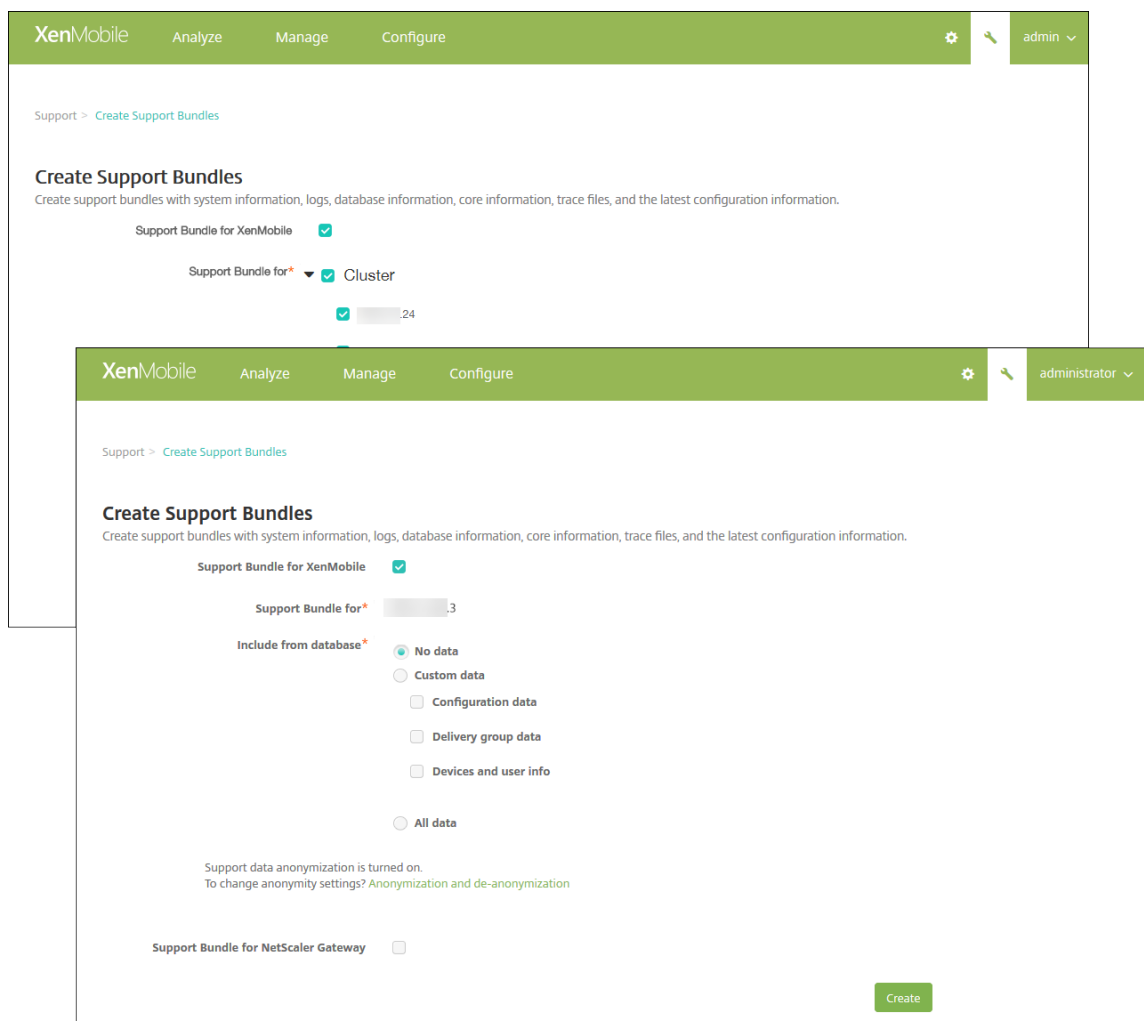 XenMobile Analyze Manage Configure admin
Support > Create Support Bundles
Create Support Bundles
Create support bundles with system information, logs, database information, core information, trace files, and the latest configuration information.
Support Bundle for XenMobile
Support Bundle for* Cluster
.24
XenMobile Analyze Manage Configure administrator
Support > Create Support Bundles
Create Support Bundles
Create support bundles with system information, logs, database information, core information, trace files, and the latest configuration information.
Support Bundle for XenMobile
Support Bundle for* .3
Include from database* No data
Custom data
Configuration data
Delivery group data
Devices and user info
All data
Support data anonymization is turned on.
To change anonymity settings? Anonymization and de-anonymization
Support Bundle for NetScaler Gateway
Create